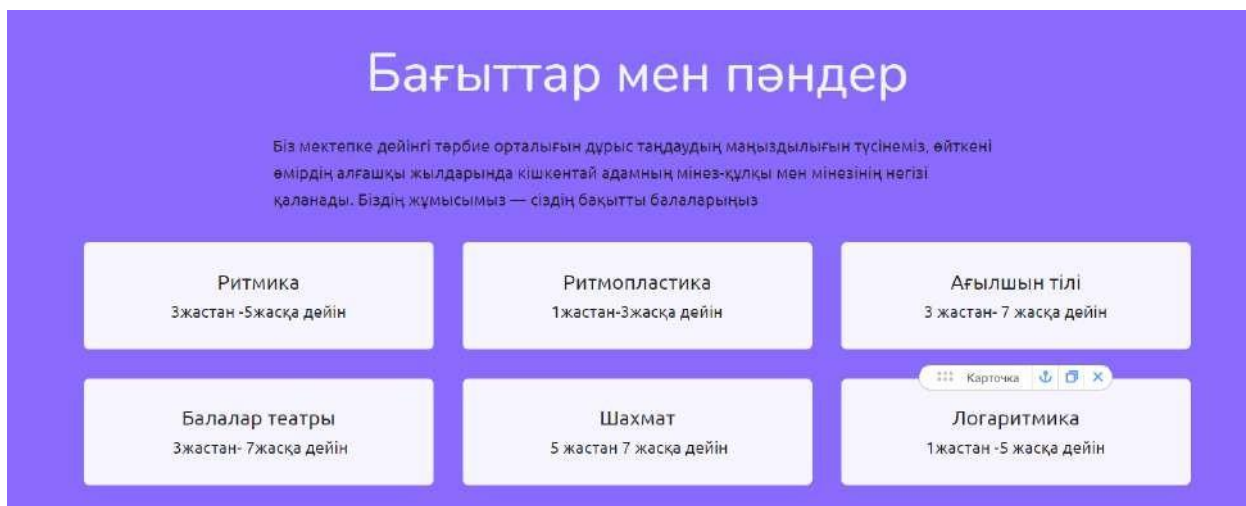 Бағыттар мен пәндер
Біз мектепке дейінгі тәрбие орталығын дұрыс таңдаудың маңыздылығын түсінеміз, өйткені
өмірдің алғашқы жылдарында кішкентай адамның мінез-құлқы мен мінезінің негізі
қаланады. Біздің жұмысымыз — сіздің бақытты балаларыңыз
Ритмика
3жастан -5жасқа дейін
Ритмопластика
1жастан-3жасқа дейін
Ағылшын тілі
3 жастан- 7 жасқа дейін
Карточка
Балалар театры
3жастан- 7жасқа дейін
Шахмат
5 жастан 7 жасқа дейін
Логаритмика
1жастан -5 жасқа дейін